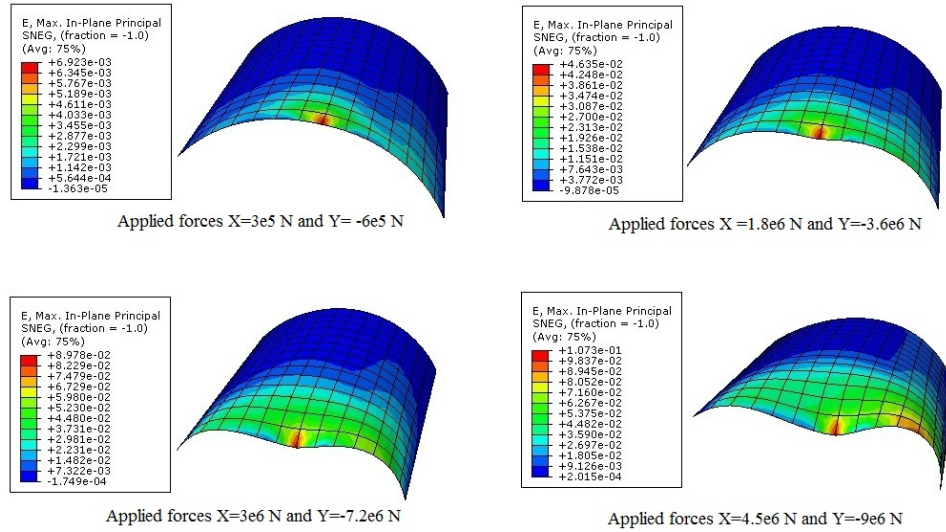 E, Max. In-Plane Principal
SNEG, (fraction = -1.0)
(Avg: 75%)
+6.923e-03
+6.345e-03
+5.767e-03
+5.189e-03
+4.611e-03
+4.033e-03
+3.455e-03
+2.877e-03
+2.299e-03
+1.721e-03
+1.142e-03
+5.644e-04
-1.363e-05
Applied forces X=3e5 N and Y= -6e5 N
E, Max. In-Plane Principal
SNEG, (fraction = -1.0)
(Avg: 75%)
+4.635e-02
+4.248e-02
+3.861e-02
+3.474e-02
+3.087e-02
+2.700e-02
+2.313e-02
+1.926e-02
+1.538e-02
+1.151e-02
+7.643e-03
+3.772e-03
-9.878e-05
Applied forces X =1.8e6 N and Y=-3.6e6 N
E, Max. In-Plane Principal
SNEG, (fraction = -1.0)
(Avg: 75%)
+8.978e-02
+8.229e-02
+7.479e-02
+6.729e-02
+5.980e-02
+5.230e-02
+4.480e-02
+3.731e-02
+2.981e-02
+2.231e-02
+1.482e-02
+7.322e-03
-1.749e-04
Applied forces X=3e6 N and Y=-7.2e6 N
E, Max. In-Plane Principal
SNEG, (fraction = -1.0)
(Avg: 75%)
+1.073e-01
+9.837e-02
+8.945e-02
+8.052e-02
+7.160e-02
+6.267e-02
+5.375e-02
+4.482e-02
+3.590e-02
+2.697e-02
+1.805e-02
+9.126e-03
+2.015e-04
Applied forces X=4.5e6 N and Y=-9e6 N